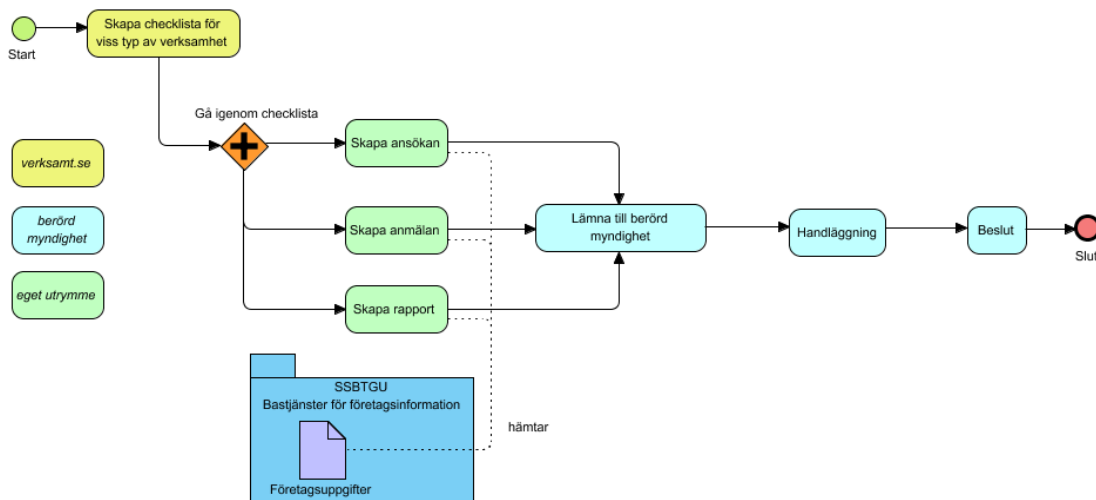 Skapa checklista för
viss typ av verksamhet
Start
Gå igenom checklista
Skapa ansökan
verksamt.se
berörd
myndighet
Skapa anmälan
Lämna till berörd
myndighet
Handläggning
Beslut
Slut
eget utrymme
Skapa rapport
SSBTGU
Bastjänster för företagsinformation
hämtar
Företagsuppgifter